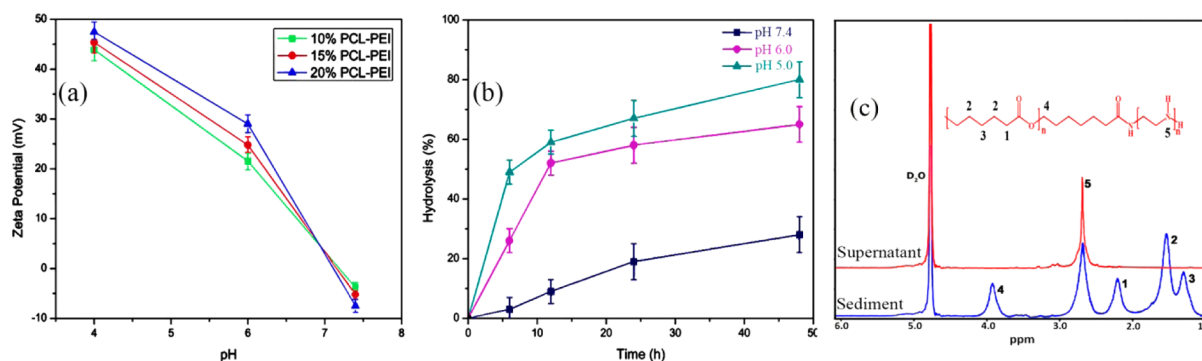 (a)
10% PCL-PEI
15% PCL-PEI
20% PCL-PEI
Zeta Potential (mV)
50
40
30
20
10
0
-10
4
5
6
7
8
pH
(b)
pH 7.4
pH 6.0
pH 5.0
Hydrolysis (%)
100
80
60
40
20
0
0
10
20
30
40
50
Time (h)
(c)
2 2 O 4 O H
O n N N H
3 1 H 5 n
D₂O
5
Supernatant
2
4 1 3
Sediment
6.0 5.0 4.0 3.0 2.0 1.0
ppm